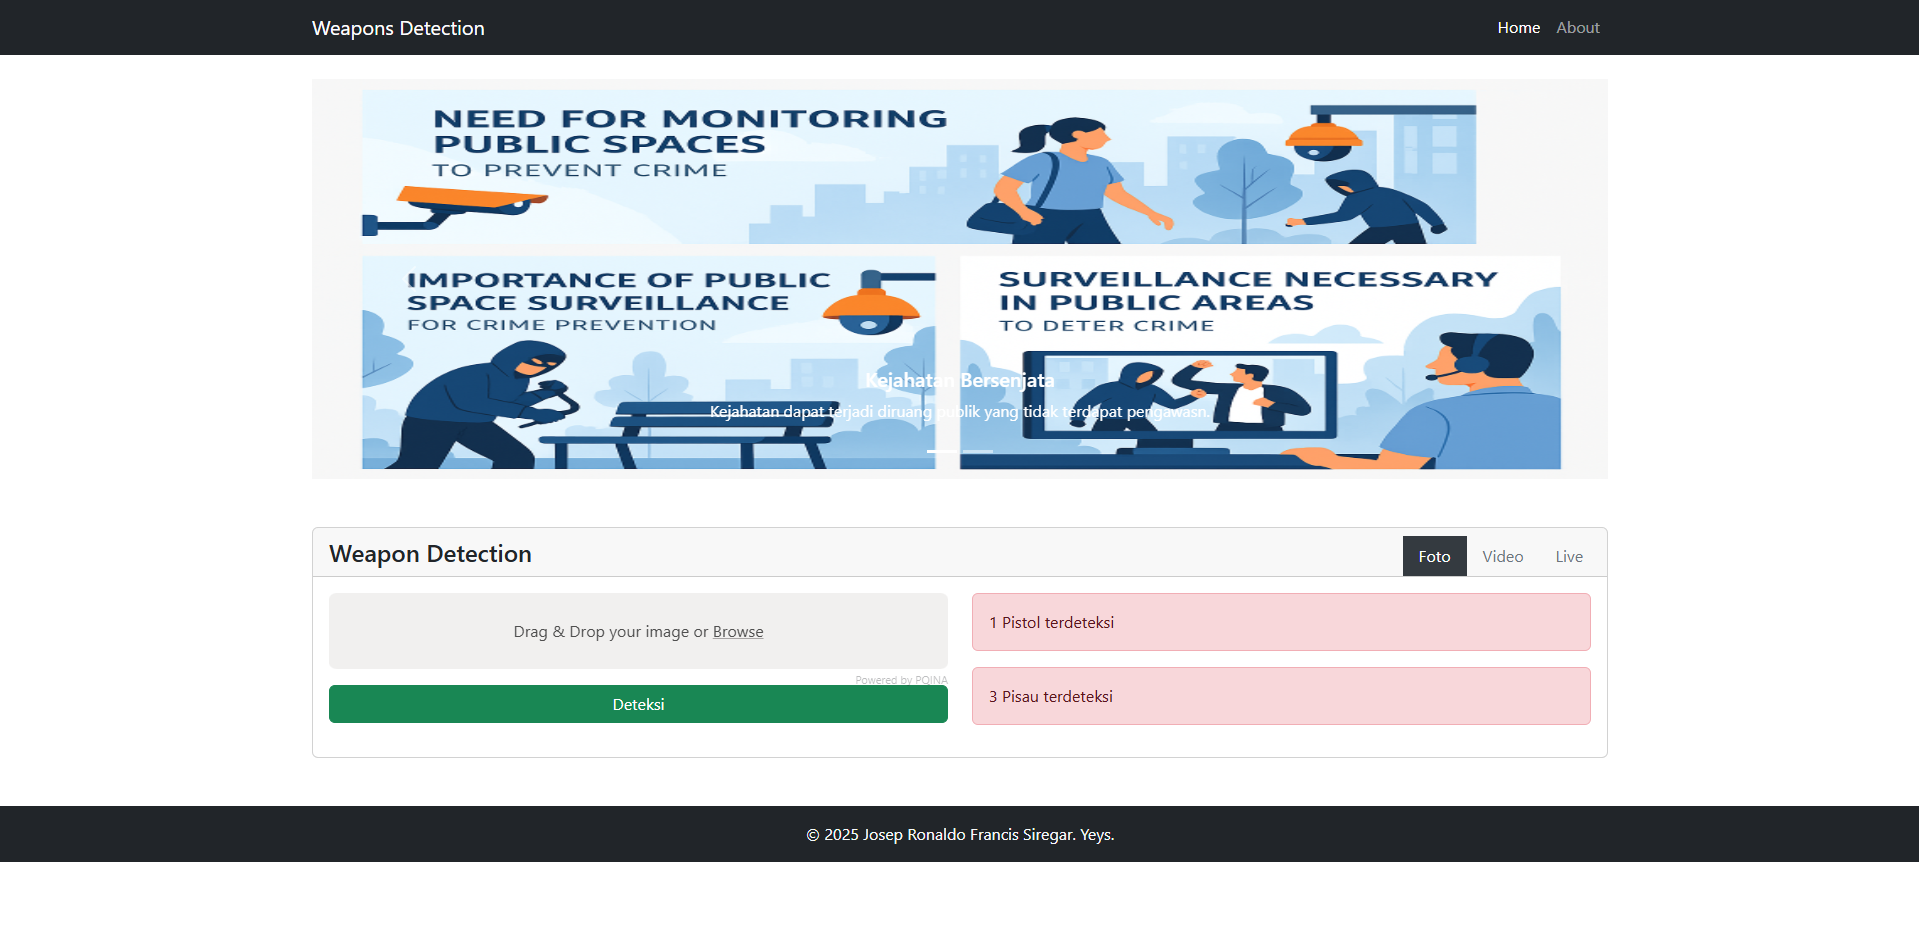 Weapons Detection
Home
About
NEED FOR MONITORING
PUBLIC SPACES
TO PREVENT CRIME
IMPORTANCE OF PUBLIC
SPACE SURVEILLANCE
FOR CRIME PREVENTION
SURVEILLANCE NECESSARY
IN PUBLIC AREAS
TO DETER CRIME
Kejahatan Bersenjata
Kejahatan dapat terjadi diruang publik yang tidak terdapat pengawasn.
Weapon Detection
Foto
Video
Live
Drag & Drop your image or Browse
Powered by PQINA
Deteksi
1 Pistol terdeteksi
3 Pisau terdeteksi
© 2025 Josep Ronaldo Francis Siregar. Yeys.